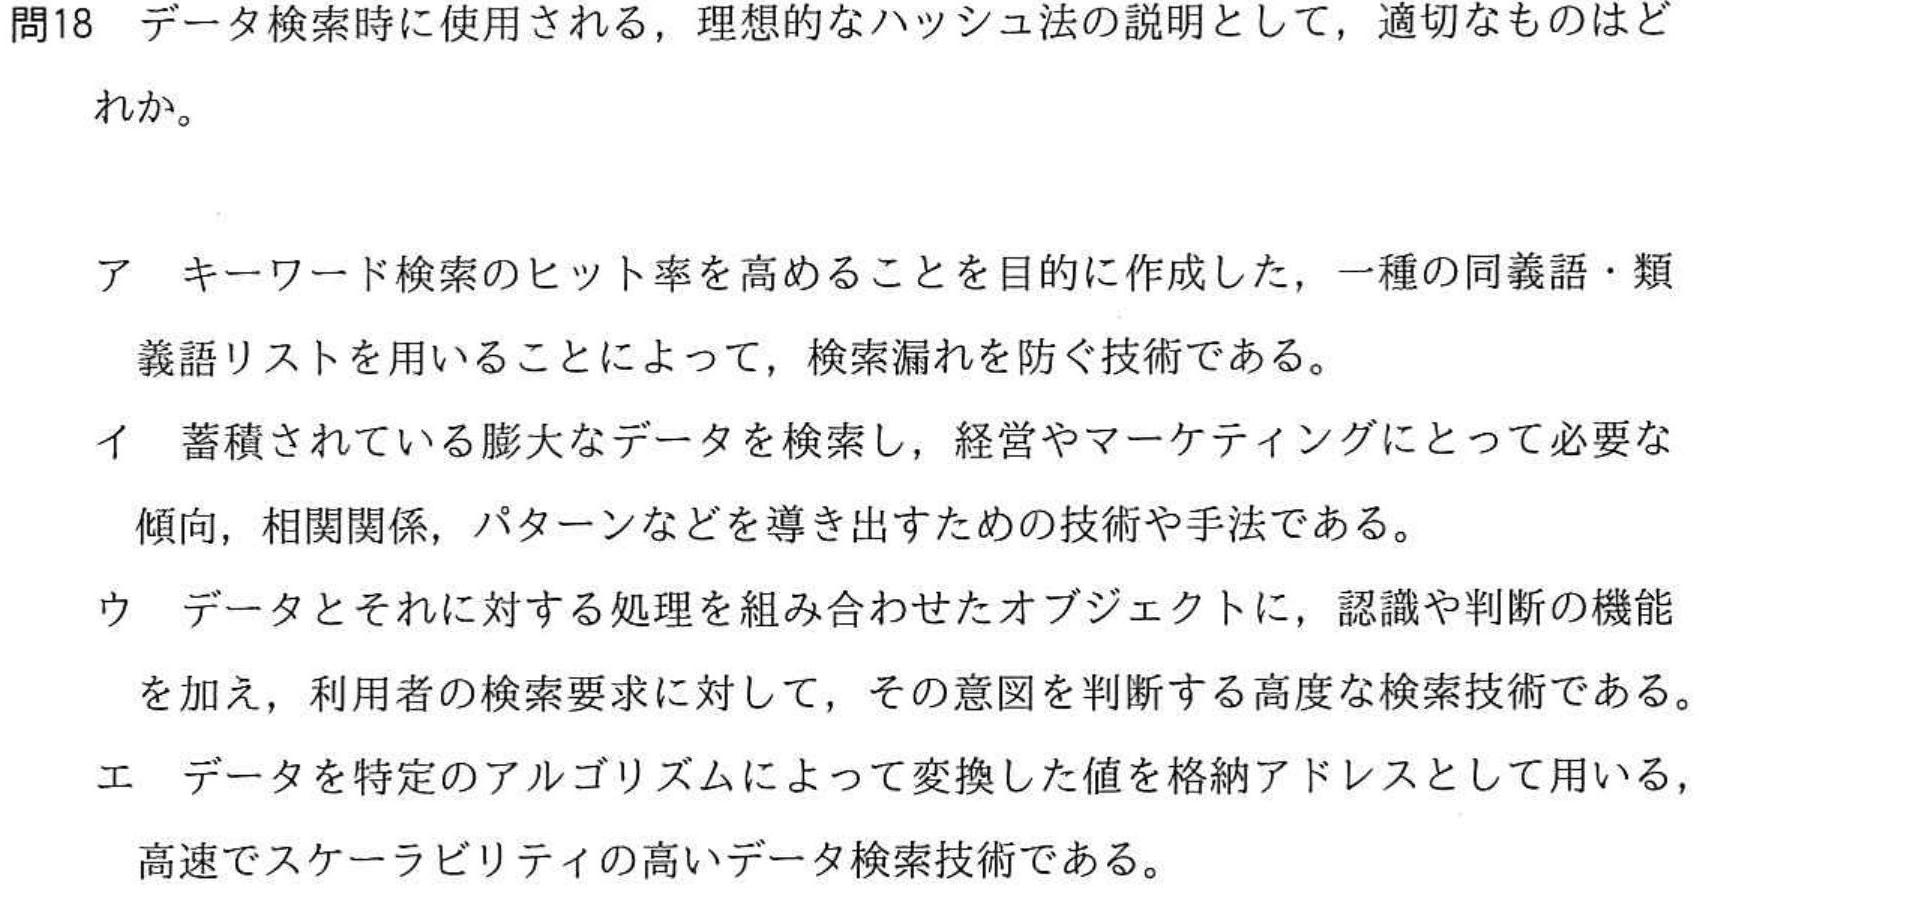 問18　データ検索時に使用される，理想的なハッシュ法の説明として，適切なものはど
れか。
ア　キーワード検索のヒット率を高めることを目的に作成した，一種の同義語・類
義語リストを用いることによって，検索漏れを防ぐ技術である。
イ　蓄積されている膨大なデータを検索し，経営やマーケティングにとって必要な
傾向，相関関係，パターンなどを導き出すための技術や手法である。
ウ　データとそれに対する処理を組み合わせたオブジェクトに，認識や判断の機能
を加え，利用者の検索要求に対して，その意図を判断する高度な検索技術である。
エ　データを特定のアルゴリズムによって変換した値を格納アドレスとして用いる，
高速でスケーラビリティの高いデータ検索技術である。